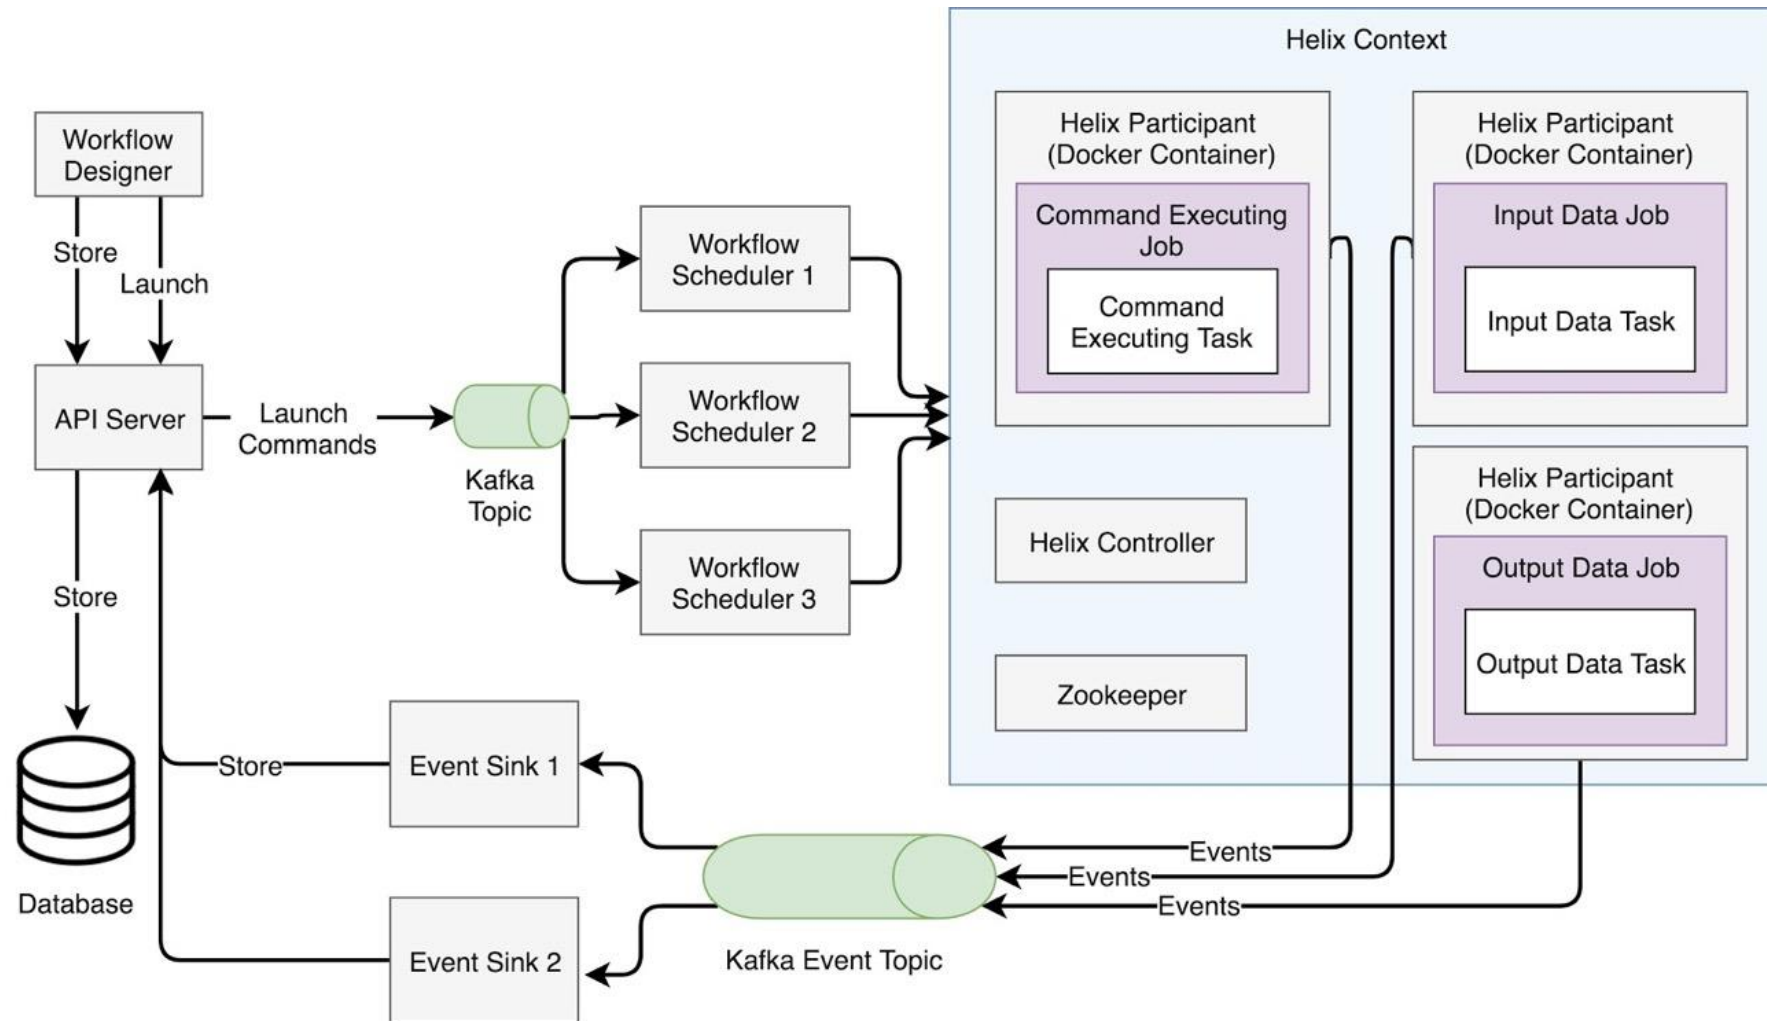 Helix Context
Workflow
Designer
Store
Launch
API Server
Launch
Commands
Kafka
Topic
Workflow
Scheduler 1
Workflow
Scheduler 2
Workflow
Scheduler 3
Helix Participant
(Docker Container)
Command Executing
Job
Command
Executing Task
Helix Participant
(Docker Container)
Input Data Job
Input Data Task
Helix Controller
Zookeeper
Helix Participant
(Docker Container)
Output Data Job
Output Data Task
Store
Database
Store
Event Sink 1
Event Sink 2
Kafka Event Topic
Events
Events
Events